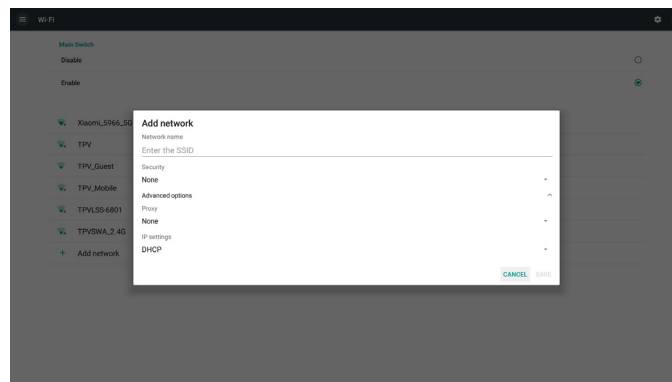 Wi-Fi
Main Switch
Disable
Enable
Xiaomi_5966_5G
TPV
TPV_Guest
TPV_Mobile
TPVLSS-6801
TPVSWA_2.4G
Add network
Add network
Network name
Enter the SSID
Security
None
Advanced options
Proxy
None
IP settings
DHCP
CANCEL SAVE